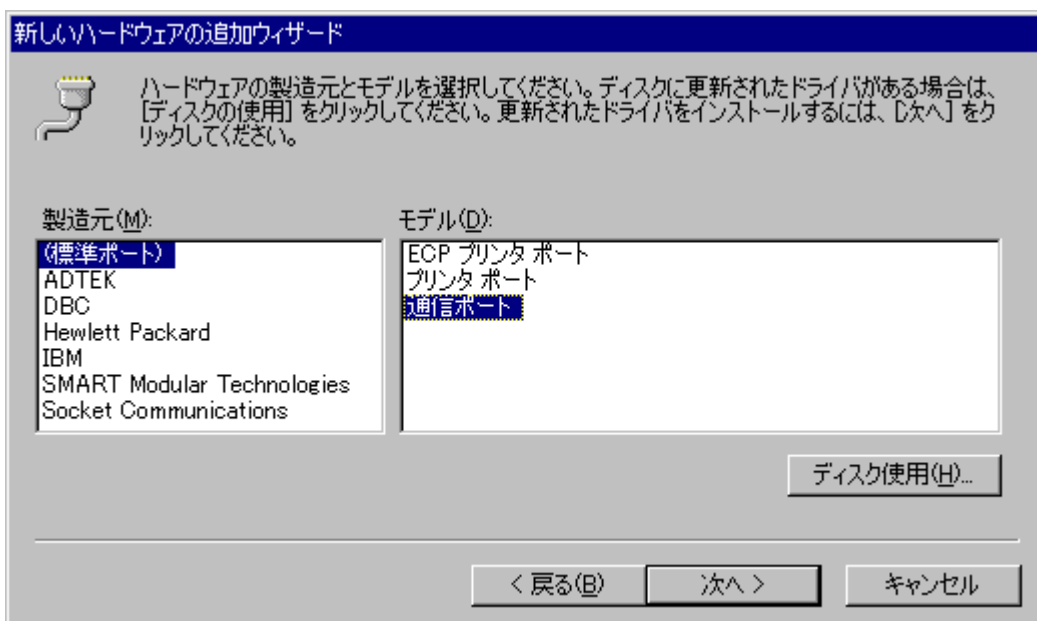 新しいハードウェアの追加ウィザード
ハードウェアの製造元とモデルを選択してください。ディスクに更新されたドライバがある場合は、
[ディスクの使用] をクリックしてください。更新されたドライバをインストールするには、[次へ] をク
リックしてください。
製造元(M):
(標準ポート)
ADTEK
DBC
Hewlett Packard
IBM
SMART Modular Technologies
Socket Communications
モデル(D):
ECP プリンタ ポート
プリンタ ポート
通信ポート
ディスク使用(H)...
< 戻る(B)
次へ >
キャンセル